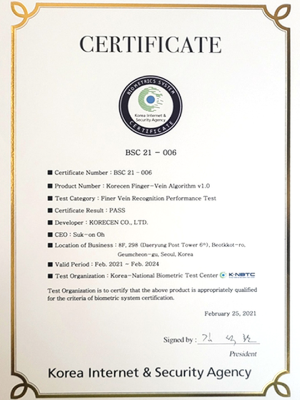 CERTIFICATE
BIOMETRICS SYSTEM
Korea Internet &
Security Agency
CERTIFICATE
BSC 21 - 006
■ Certificate Number : BSC 21 - 006
■ Product Number : Korecen Finger-Vein Algorithm v1.0
■ Test Category : Finer Vein Recognition Performance Test
■ Certificate Result : PASS
■ Developer : KORECEN CO., LTD.
■ CEO : Suk-on Oh
■ Location of Business : 8F, 298 (Daeryung Post Tower 6th), Beotkkot-ro,
Geumcheon-gu, Seoul, Korea
■ Valid Period : Feb. 2021 ~ Feb. 2024
■ Test Organization : Korea-National Biometric Test Center K-NBTC
Test Organization is to certify that the above product is appropriately qualified
for the criteria of biometric system certification.
February 25, 2021
Signed by :
President
Korea Internet & Security Agency